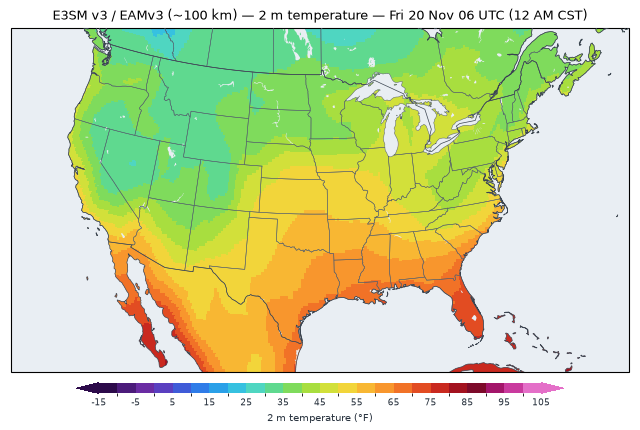 E3SM v3 / EAMv3 (~100 km) — 2 m temperature — Fri 20 Nov 06 UTC (12 AM CST)
-15 -5 5 15 25 35 45 55 65 75 85 95 105
2 m temperature (°F)